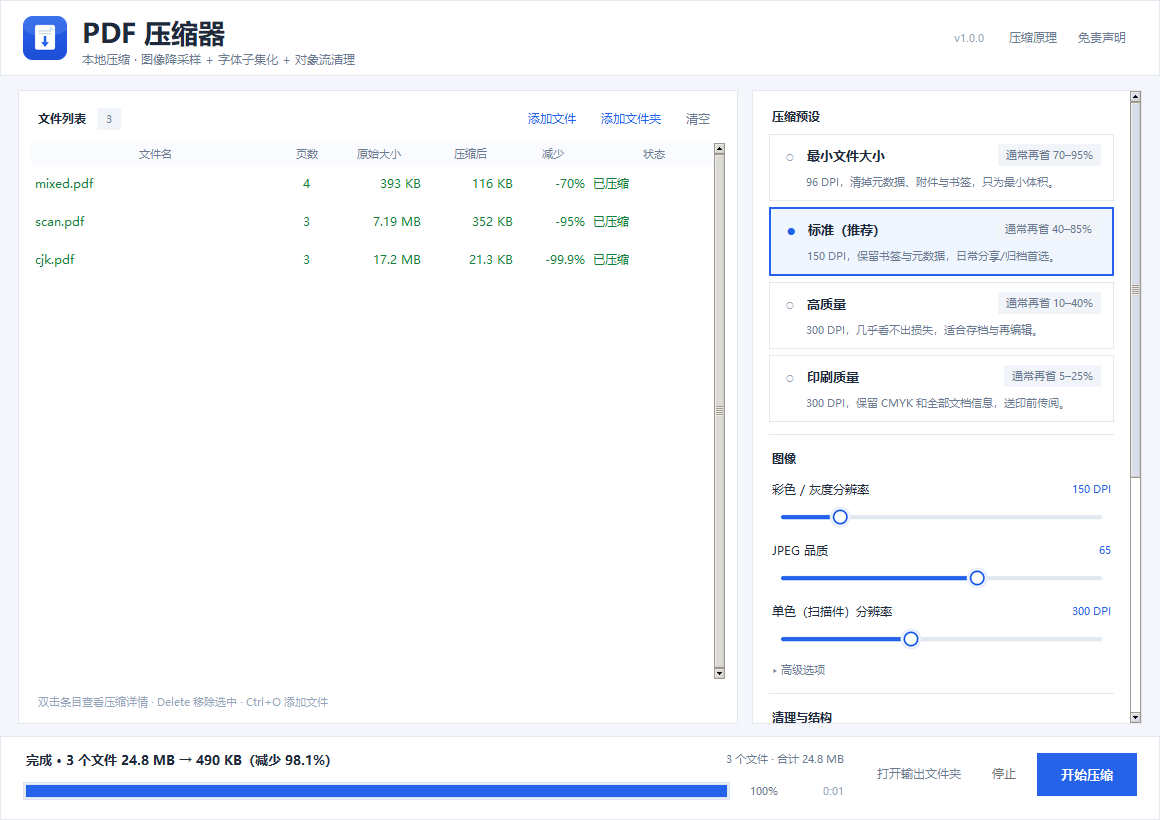 PDF 压缩器
本地压缩 · 图像降采样 + 字体子集化 + 对象流清理
v1.0.0 压缩原理 免责声明
文件列表 3 添加文件 添加文件夹 清空
文件名 页数 原始大小 压缩后 减少 状态
mixed.pdf 4 393 KB 116 KB -70% 已压缩
scan.pdf 3 7.19 MB 352 KB -95% 已压缩
cjk.pdf 3 17.2 MB 21.3 KB -99.9% 已压缩
双击条目查看压缩详情 · Delete 移除选中 · Ctrl+O 添加文件
压缩预设
最小文件大小 通常再省 70–95%
96 DPI，清掉元数据、附件与书签，只为最小体积。
标准（推荐） 通常再省 40–85%
150 DPI，保留书签与元数据，日常分享/归档首选。
高质量 通常再省 10–40%
300 DPI，几乎看不出损失，适合存档与再编辑。
印刷质量 通常再省 5–25%
300 DPI，保留 CMYK 和全部文档信息，送印前传阅。
图像
彩色 / 灰度分辨率 150 DPI
JPEG 品质 65
单色（扫描件）分辨率 300 DPI
▸ 高级选项
清理与结构
完成 • 3 个文件 24.8 MB → 490 KB（减少 98.1%）
3 个文件 · 合计 24.8 MB
100% 0:01
打开输出文件夹 停止 开始压缩